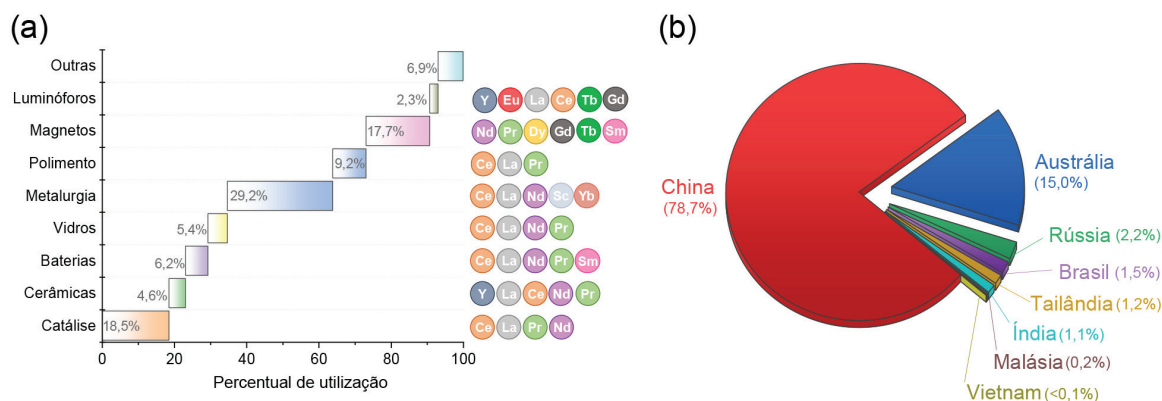 (a)
Outras
6,9%
Luminóforos
2,3%
Y Eu La Ce Tb Gd
Magnetos
17,7%
Nd Pr Dy Gd Tb Sm
Polimento
9,2%
Ce La Pr
Metalurgia
29,2%
Ce La Nd Sc Yb
Vidros
5,4%
Ce La Nd Pr
Baterias
6,2%
Ce La Nd Pr Sm
Cerâmicas
4,6%
Y La Ce Nd Pr
Catálise
18,5%
Ce La Pr Nd
0 20 40 60 80 100
Percentual de utilização
(b)
China
(78,7%)
Austrália
(15,0%)
Rússia (2,2%)
Brasil (1,5%)
Tailândia
(1,2%)
Índia (1,1%)
Malásia (0,2%)
Vietnam (<0,1%)